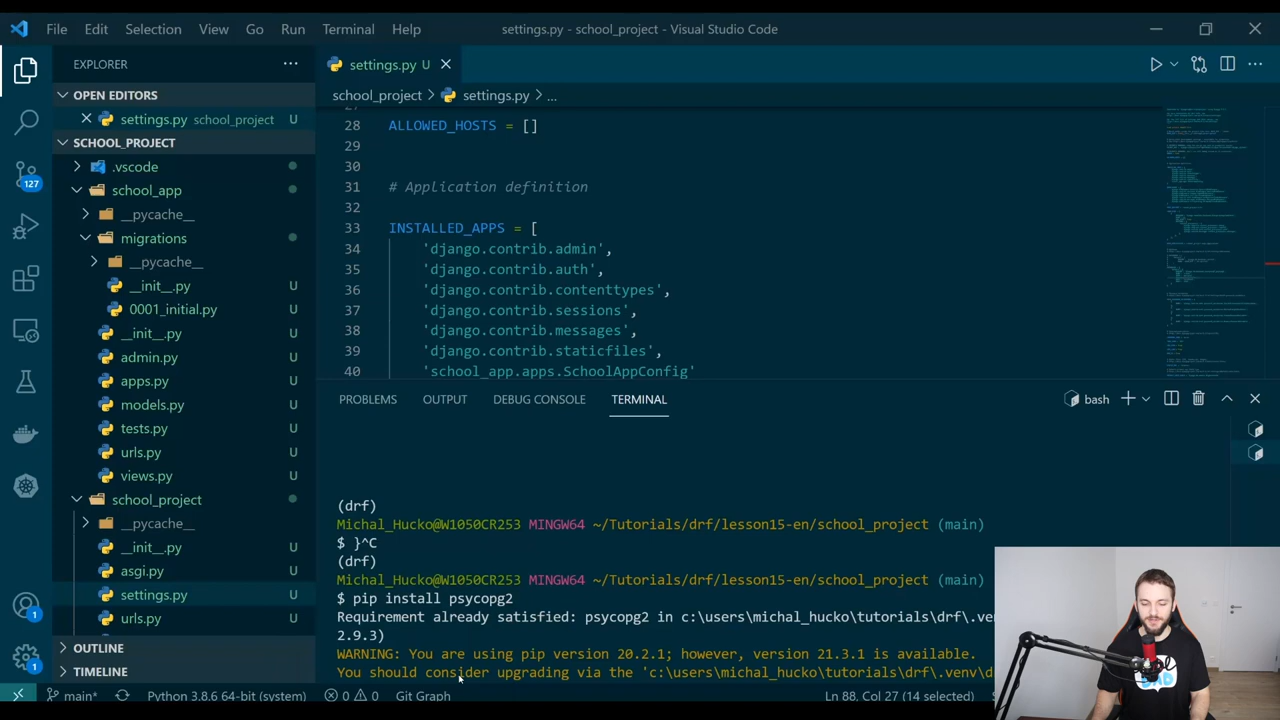 File Edit Selection View Go Run Terminal Help settings.py - school_project - Visual Studio Code
EXPLORER
OPEN EDITORS
settings.py school_project U
SCHOOL_PROJECT
.vscode
school_app
__pycache__
migrations
__pycache__
__init__.py U
0001_initial.py U
__init__.py U
admin.py U
apps.py U
models.py U
tests.py U
urls.py U
views.py U
school_project
__pycache__
__init__.py U
asgi.py U
settings.py U
urls.py U
OUTLINE
TIMELINE
127
1
1
settings.py U
school_project > settings.py > ...
28 ALLOWED_HOSTS = []
29
30
31 # Application definition
32
33 INSTALLED_APPS = [
34 'django.contrib.admin',
35 'django.contrib.auth',
36 'django.contrib.contenttypes',
37 'django.contrib.sessions',
38 'django.contrib.messages',
39 'django.contrib.staticfiles',
40 'school_app.apps.SchoolAppConfig'
PROBLEMS OUTPUT DEBUG CONSOLE TERMINAL bash
(drf)
Michal_Hucko@W1050CR253 MINGW64 ~/Tutorials/drf/lesson15-en/school_project (main)
$ }^C
(drf)
Michal_Hucko@W1050CR253 MINGW64 ~/Tutorials/drf/lesson15-en/school_project (main)
$ pip install psycopg2
Requirement already satisfied: psycopg2 in c:\users\michal_hucko\tutorials\drf\.ve
2.9.3)
WARNING: You are using pip version 20.2.1; however, version 21.3.1 is available.
You should consider upgrading via the 'c:\users\michal_hucko\tutorials\drf\.venv\d
main* Python 3.8.6 64-bit (system) 0 0 Git Graph Ln 88, Col 27 (14 selected)